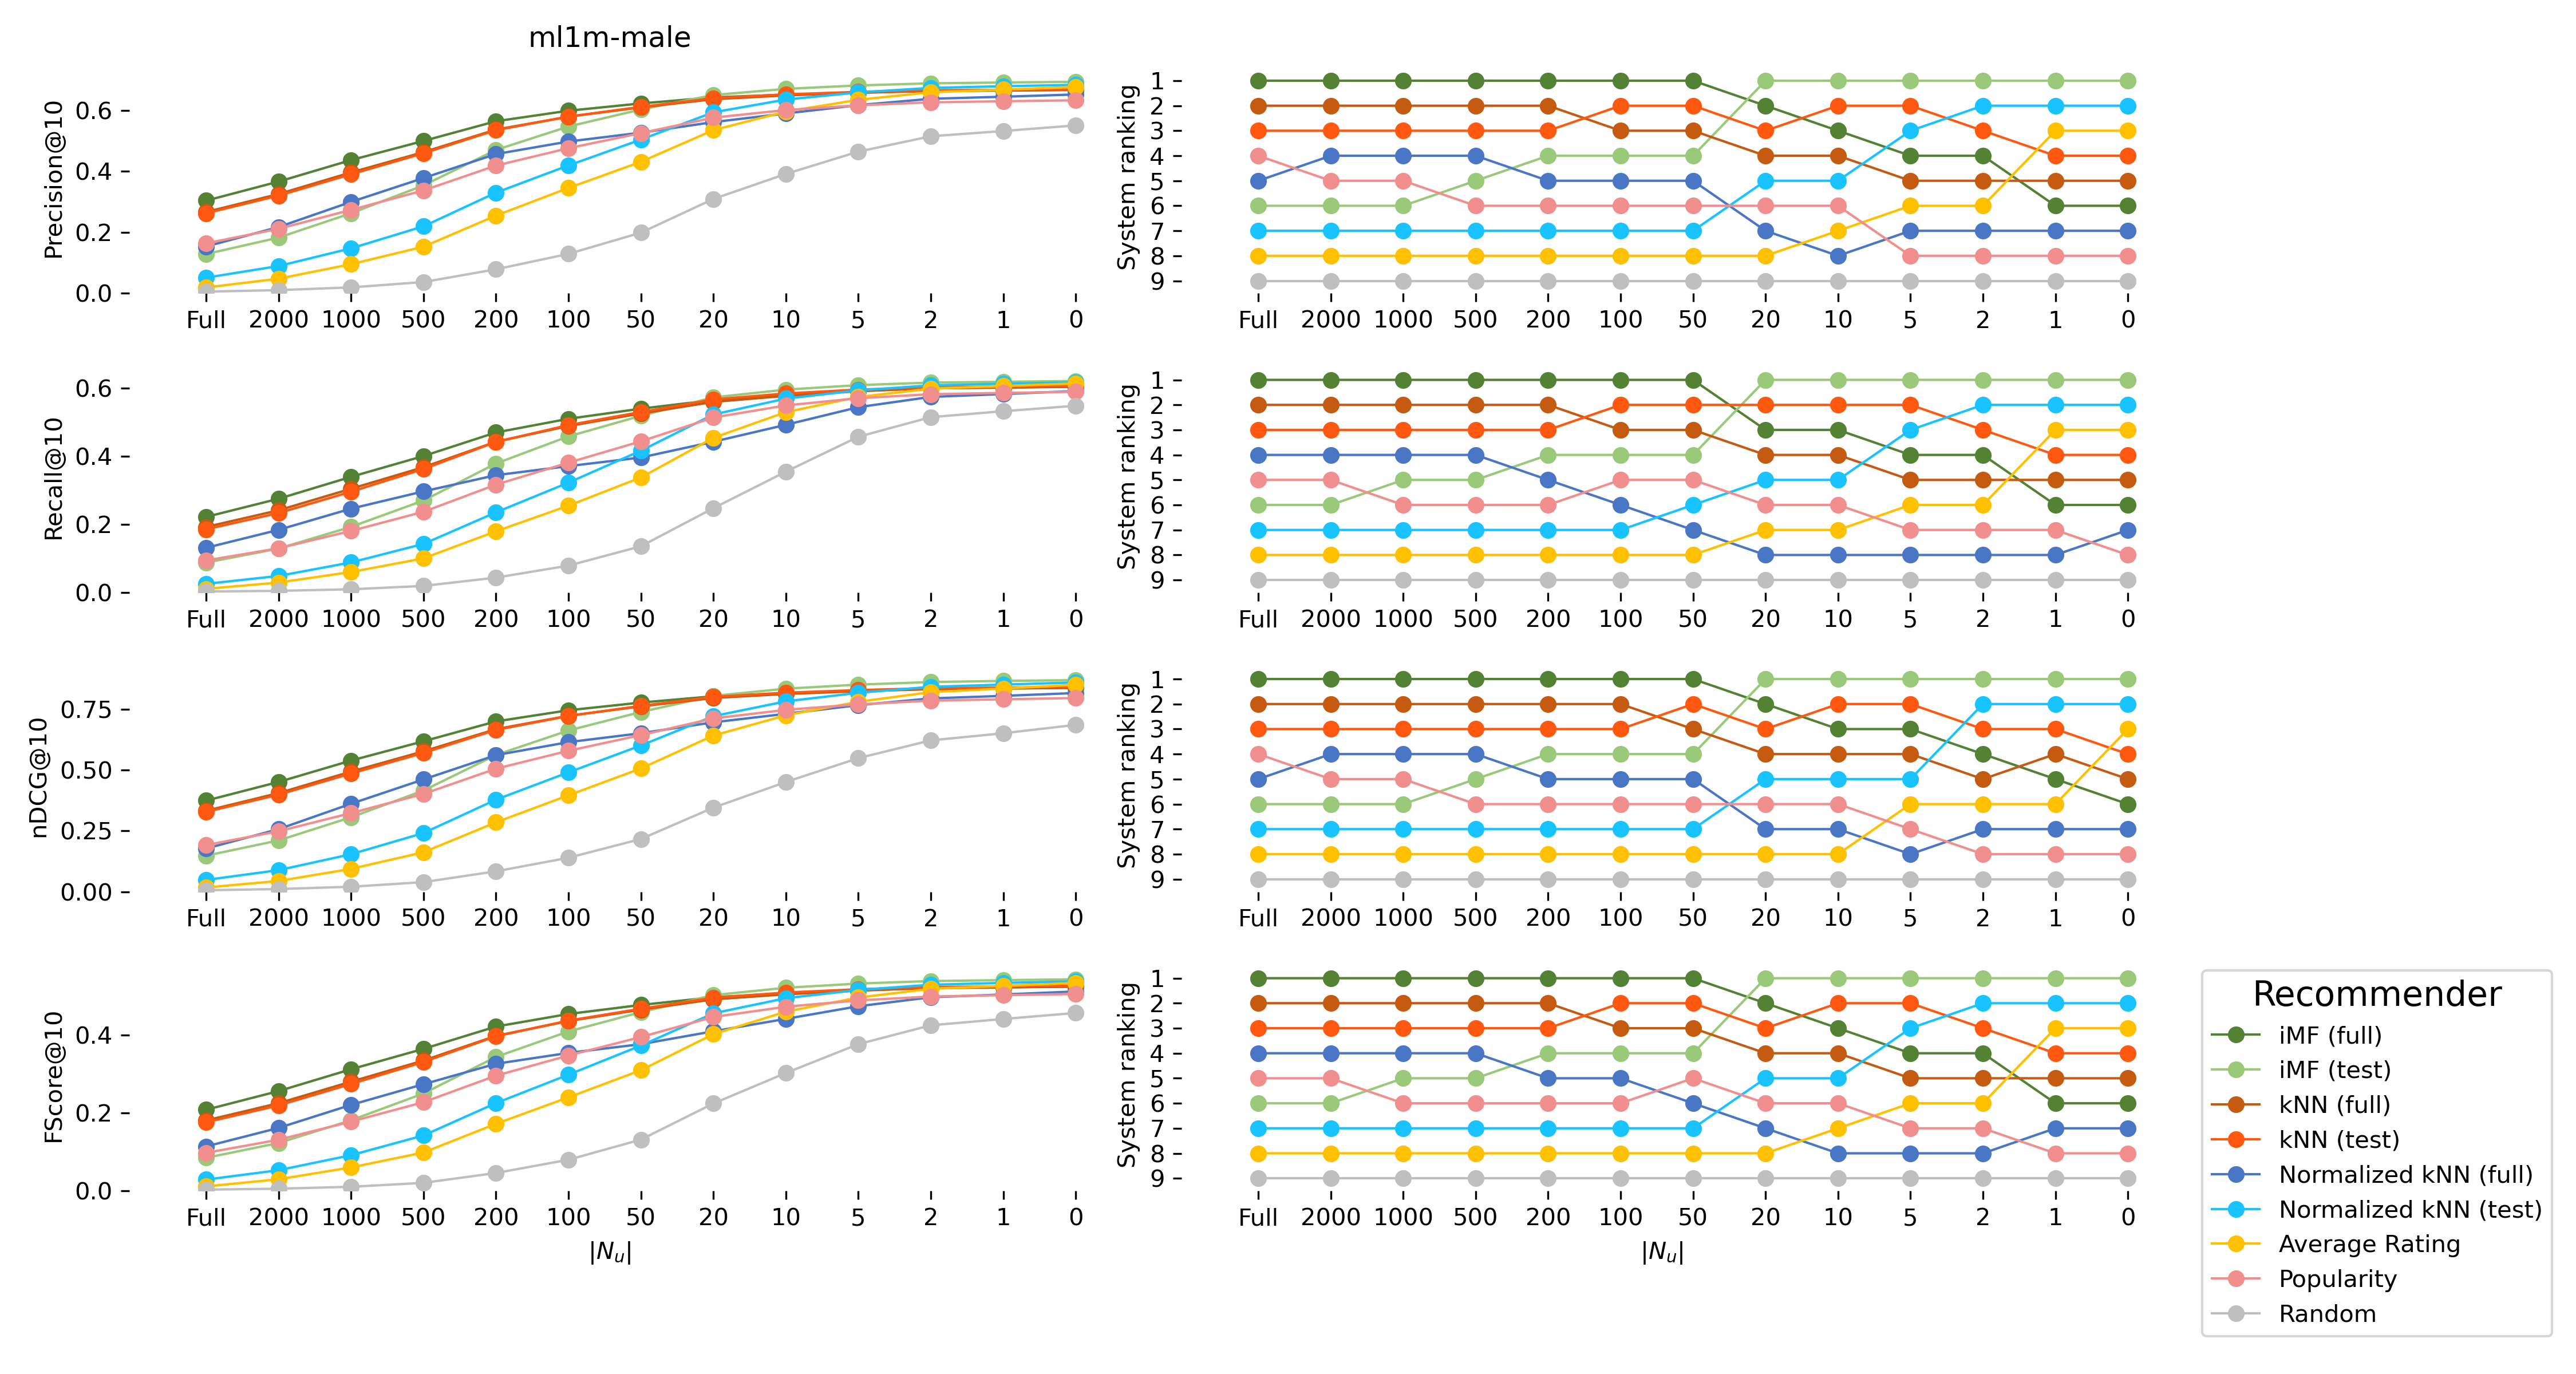 ml1m-male
Precision@10
0.6
0.4
0.2
0.0
Full 2000 1000 500 200 100 50 20 10 5 2 1 0
System ranking
1
2
3
4
5
6
7
8
9
Full 2000 1000 500 200 100 50 20 10 5 2 1 0
Recall@10
0.6
0.4
0.2
0.0
Full 2000 1000 500 200 100 50 20 10 5 2 1 0
System ranking
1
2
3
4
5
6
7
8
9
Full 2000 1000 500 200 100 50 20 10 5 2 1 0
nDCG@10
0.75
0.50
0.25
0.00
Full 2000 1000 500 200 100 50 20 10 5 2 1 0
System ranking
1
2
3
4
5
6
7
8
9
Full 2000 1000 500 200 100 50 20 10 5 2 1 0
FScore@10
0.4
0.2
0.0
Full 2000 1000 500 200 100 50 20 10 5 2 1 0
|N_u|
System ranking
1
2
3
4
5
6
7
8
9
Full 2000 1000 500 200 100 50 20 10 5 2 1 0
|N_u|
Recommender
iMF (full)
iMF (test)
kNN (full)
kNN (test)
Normalized kNN (full)
Normalized kNN (test)
Average Rating
Popularity
Random